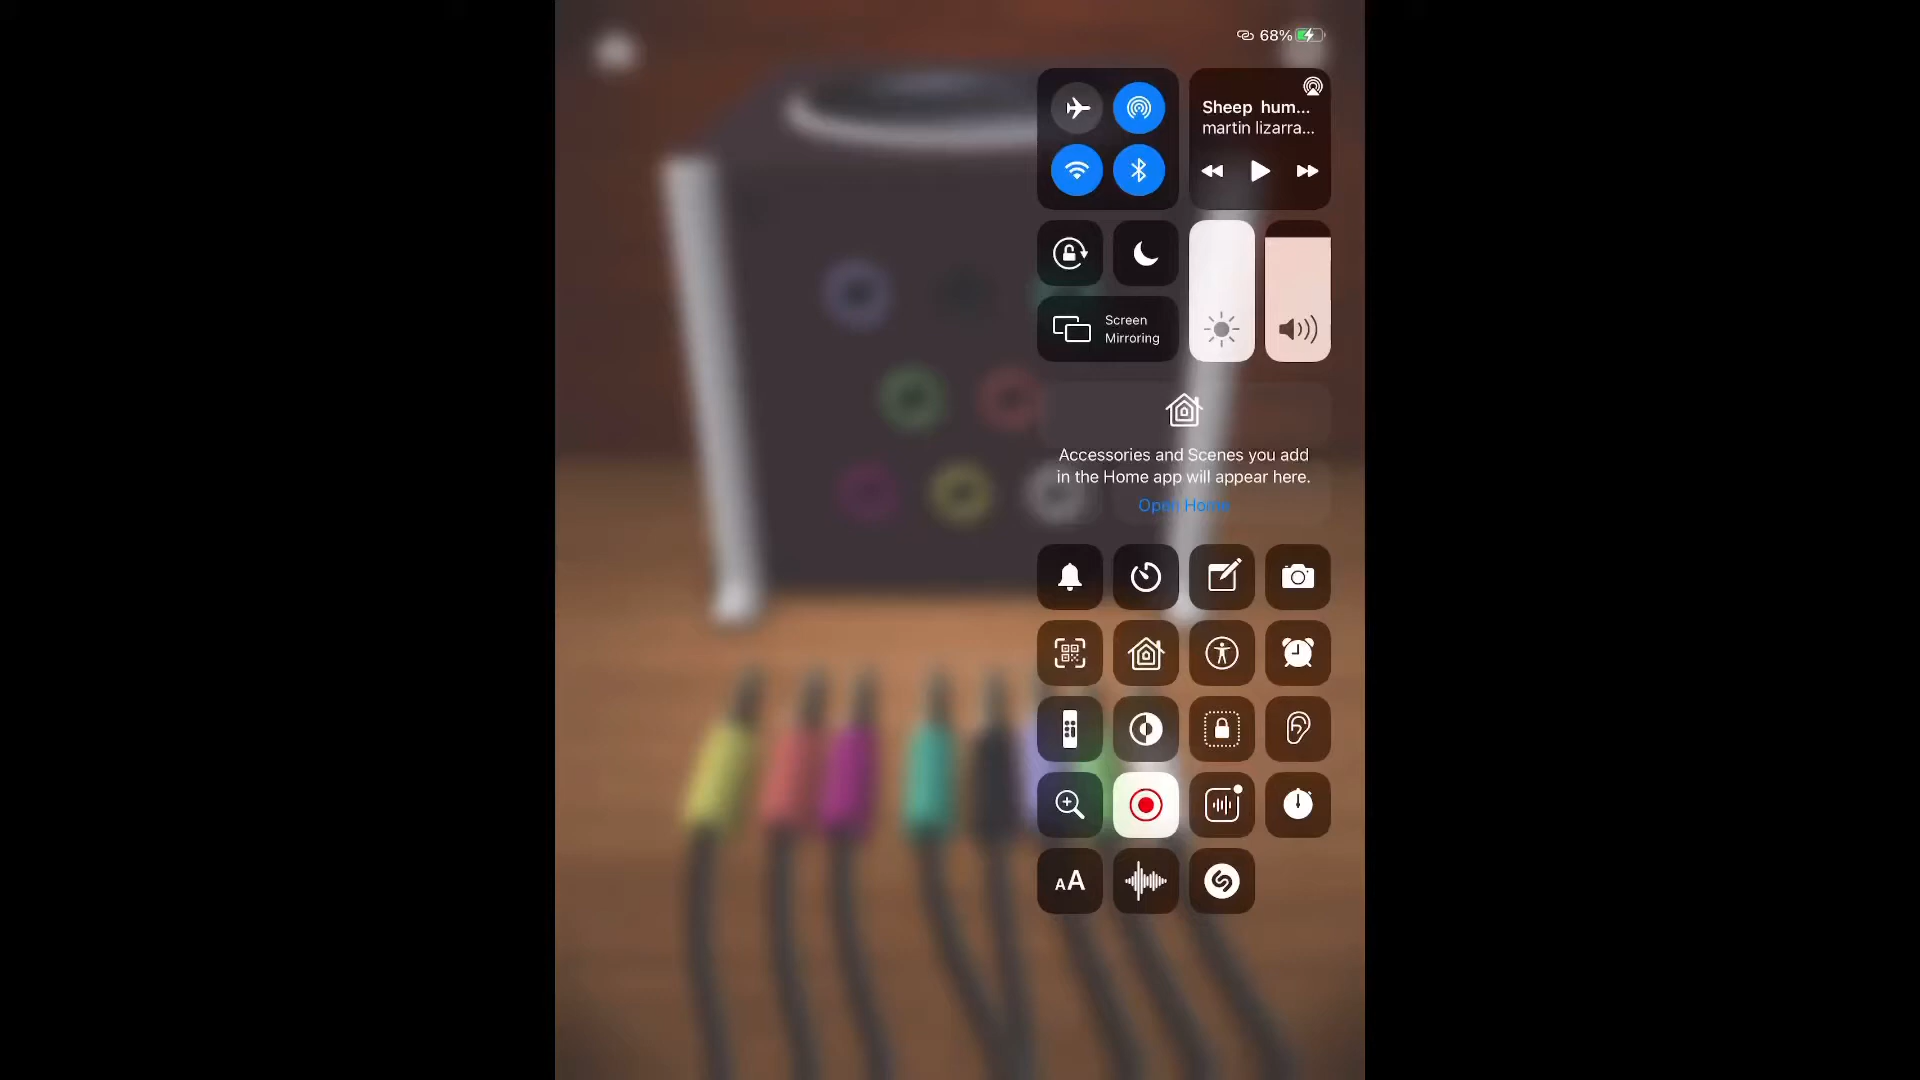 68%
Sheep hum...
martin lizarra...
Screen
Mirroring
Accessories and Scenes you add
in the Home app will appear here.
Open Home
AA